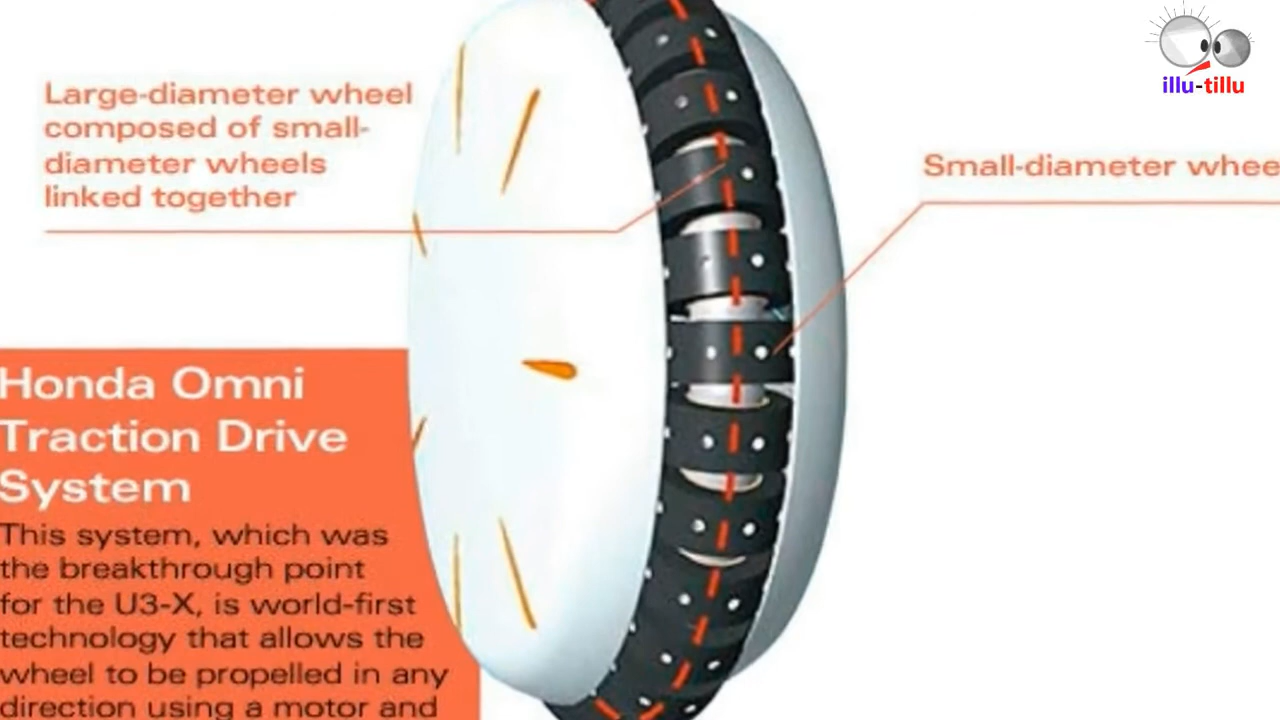 illu-tillu
Large-diameter wheel
composed of small-
diameter wheels
linked together
Small-diameter whee
Honda Omni
Traction Drive
System
This system, which was
the breakthrough point
for the U3-X, is world-first
technology that allows the
wheel to be propelled in any
direction using a motor and